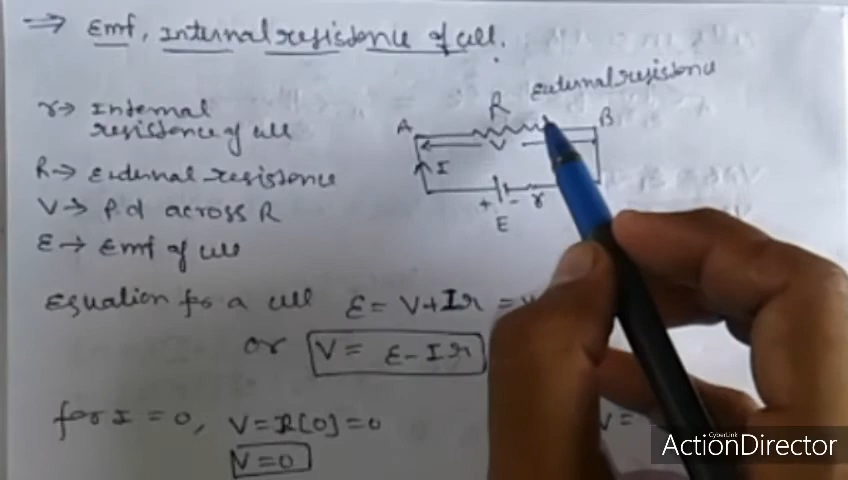 ⇒ Emf, Internal resistance of cell.
external resistance
r → Internal
resistance of cell
R → External resistance
V → P.d across R
E → Emf of cell
A R B
V
I
+ - r
E
Equation for a cell E = V + Ir =
or V = E - Ir
for I = 0, V = R[0] = 0
V =
V = 0
CyberLink
ActionDirector